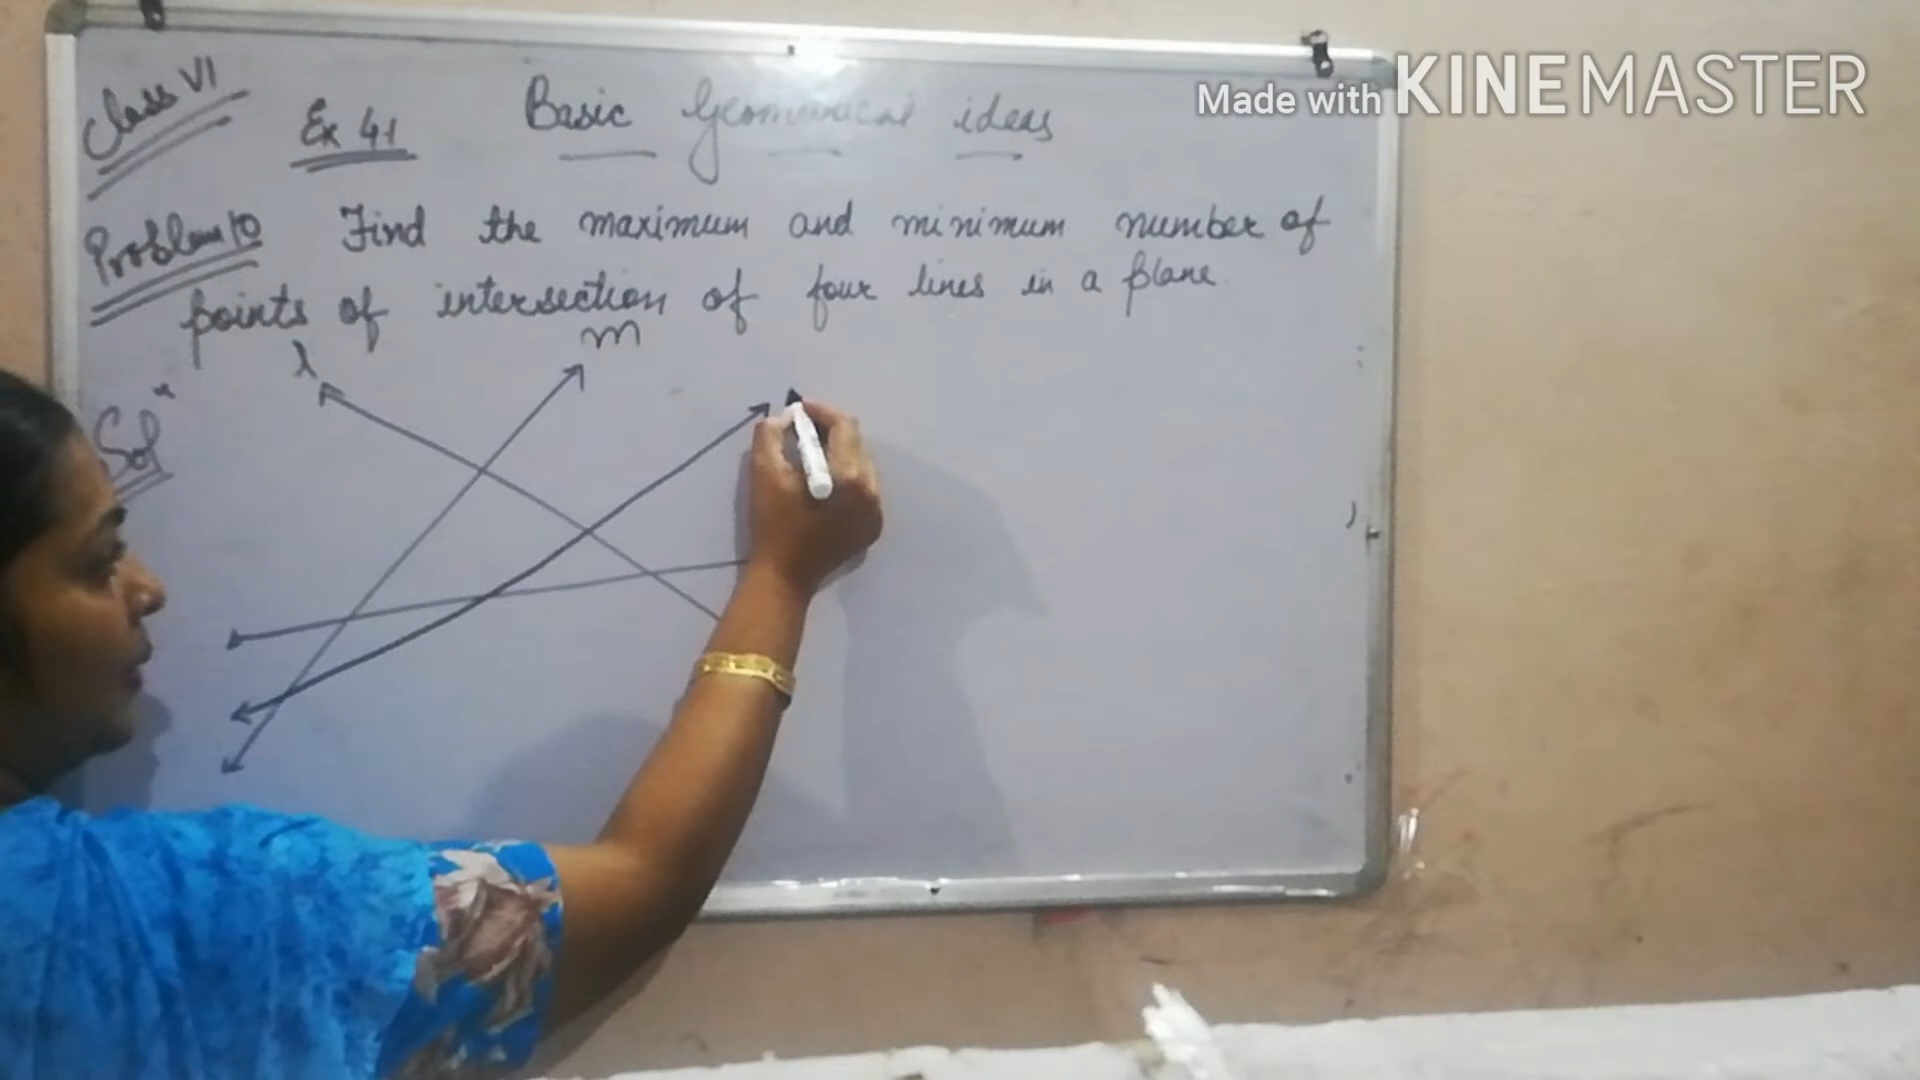 Made with KINEMASTER
Class VI
Ex 4.1 Basic Geometrical ideas
Problem 10 Find the maximum and minimum number of
points of intersection of four lines in a plane.
l m
Solⁿ